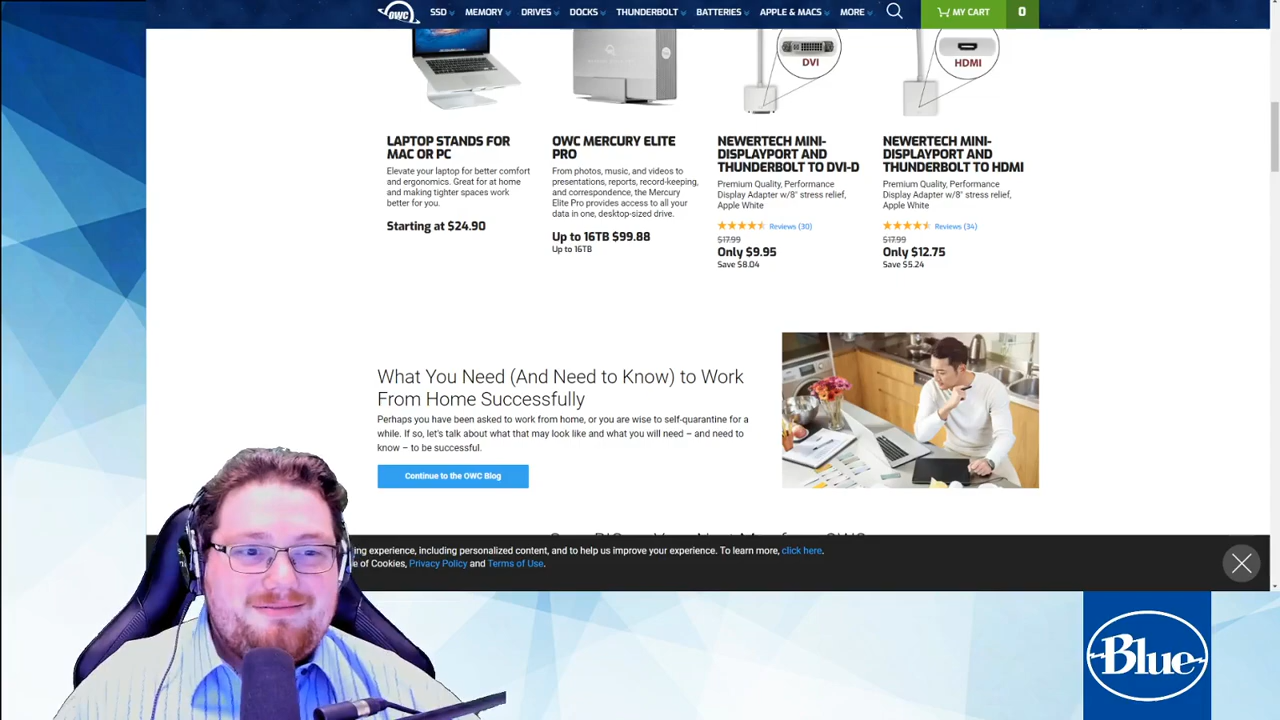 OWC SSD MEMORY DRIVES DOCKS THUNDERBOLT BATTERIES APPLE & MACS MORE MY CART 0
DVI
HDMI
LAPTOP STANDS FOR
MAC OR PC
Elevate your laptop for better comfort
and ergonomics. Great for at home
and making tighter spaces work
better for you.
Starting at $24.90
OWC MERCURY ELITE
PRO
From photos, music, and videos to
presentations, reports, record-keeping,
and correspondence, the Mercury
Elite Pro provides access to all your
data in one, desktop-sized drive.
Up to 16TB $99.88
Up to 16TB
NEWERTECH MINI-
DISPLAYPORT AND
THUNDERBOLT TO DVI-D
Premium Quality, Performance
Display Adapter w/8" stress relief,
Apple White
Reviews (30)
$17.99
Only $9.95
Save $8.04
NEWERTECH MINI-
DISPLAYPORT AND
THUNDERBOLT TO HDMI
Premium Quality, Performance
Display Adapter w/8" stress relief,
Apple White
Reviews (34)
$17.99
Only $12.75
Save $5.24
What You Need (And Need to Know) to Work
From Home Successfully
Perhaps you have been asked to work from home, or you are wise to self-quarantine for a
while. If so, let's talk about what that may look like and what you will need – and need to
know – to be successful.
Continue to the OWC Blog
ing experience, including personalized content, and to help us improve your experience. To learn more, click here.
e of Cookies, Privacy Policy and Terms of Use.
Blue